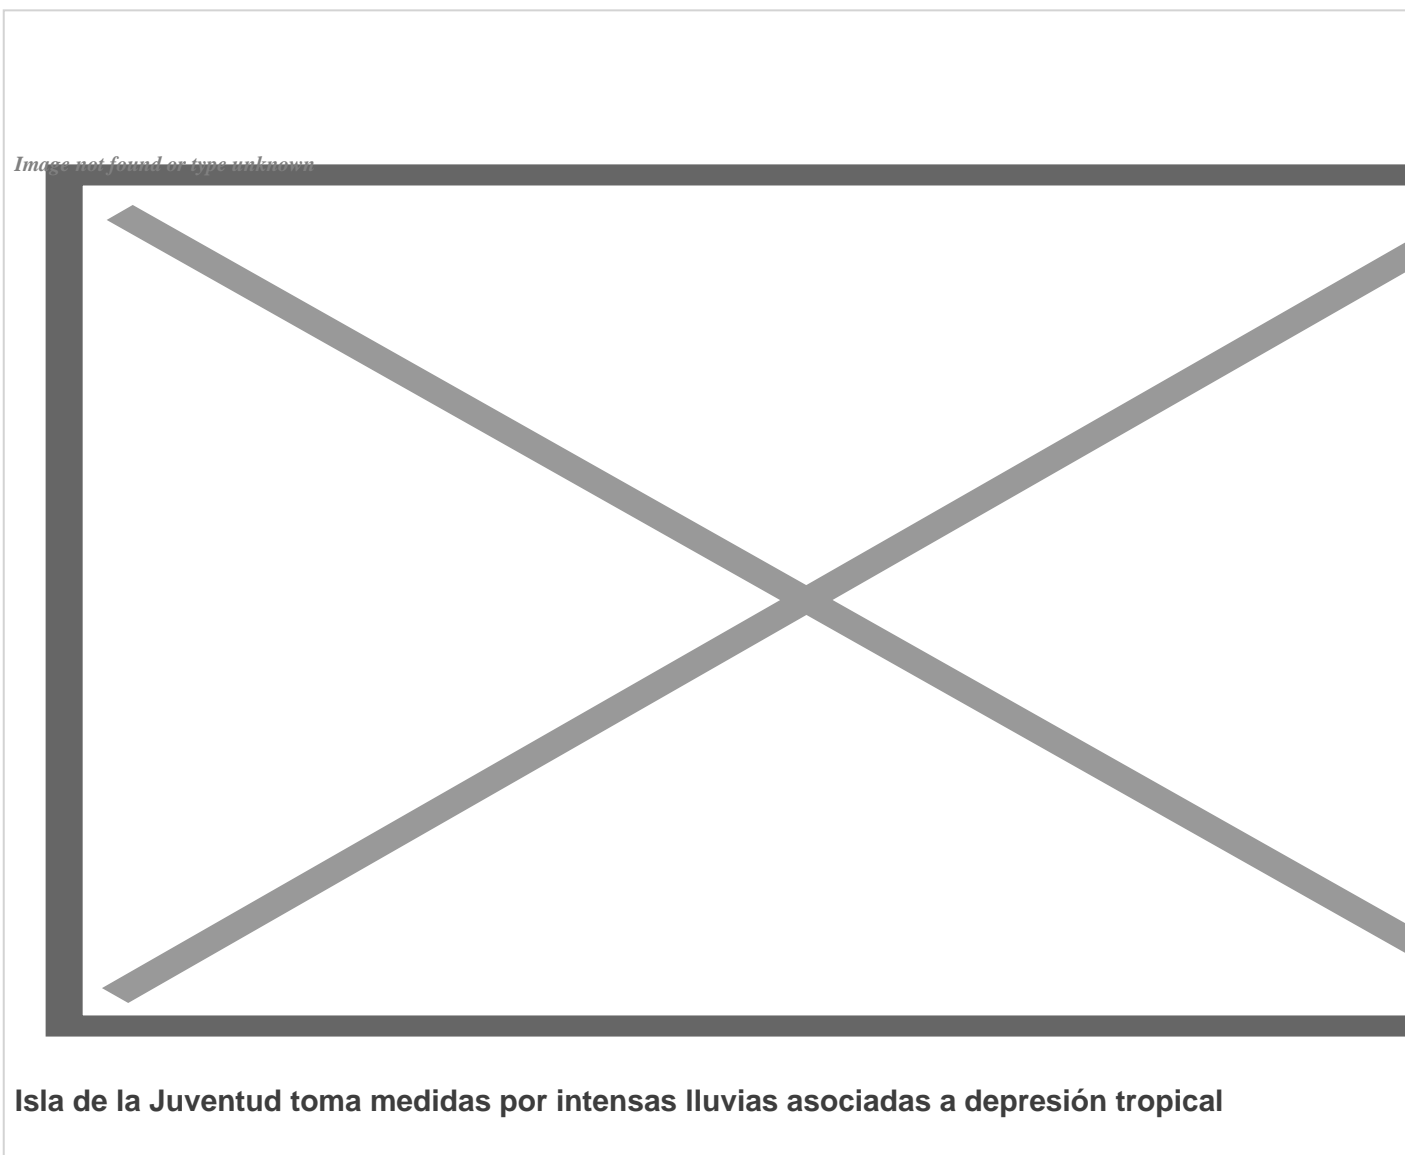 Image not found or type unknown
Isla de la Juventud toma medidas por intensas lluvias asociadas a depresión tropical